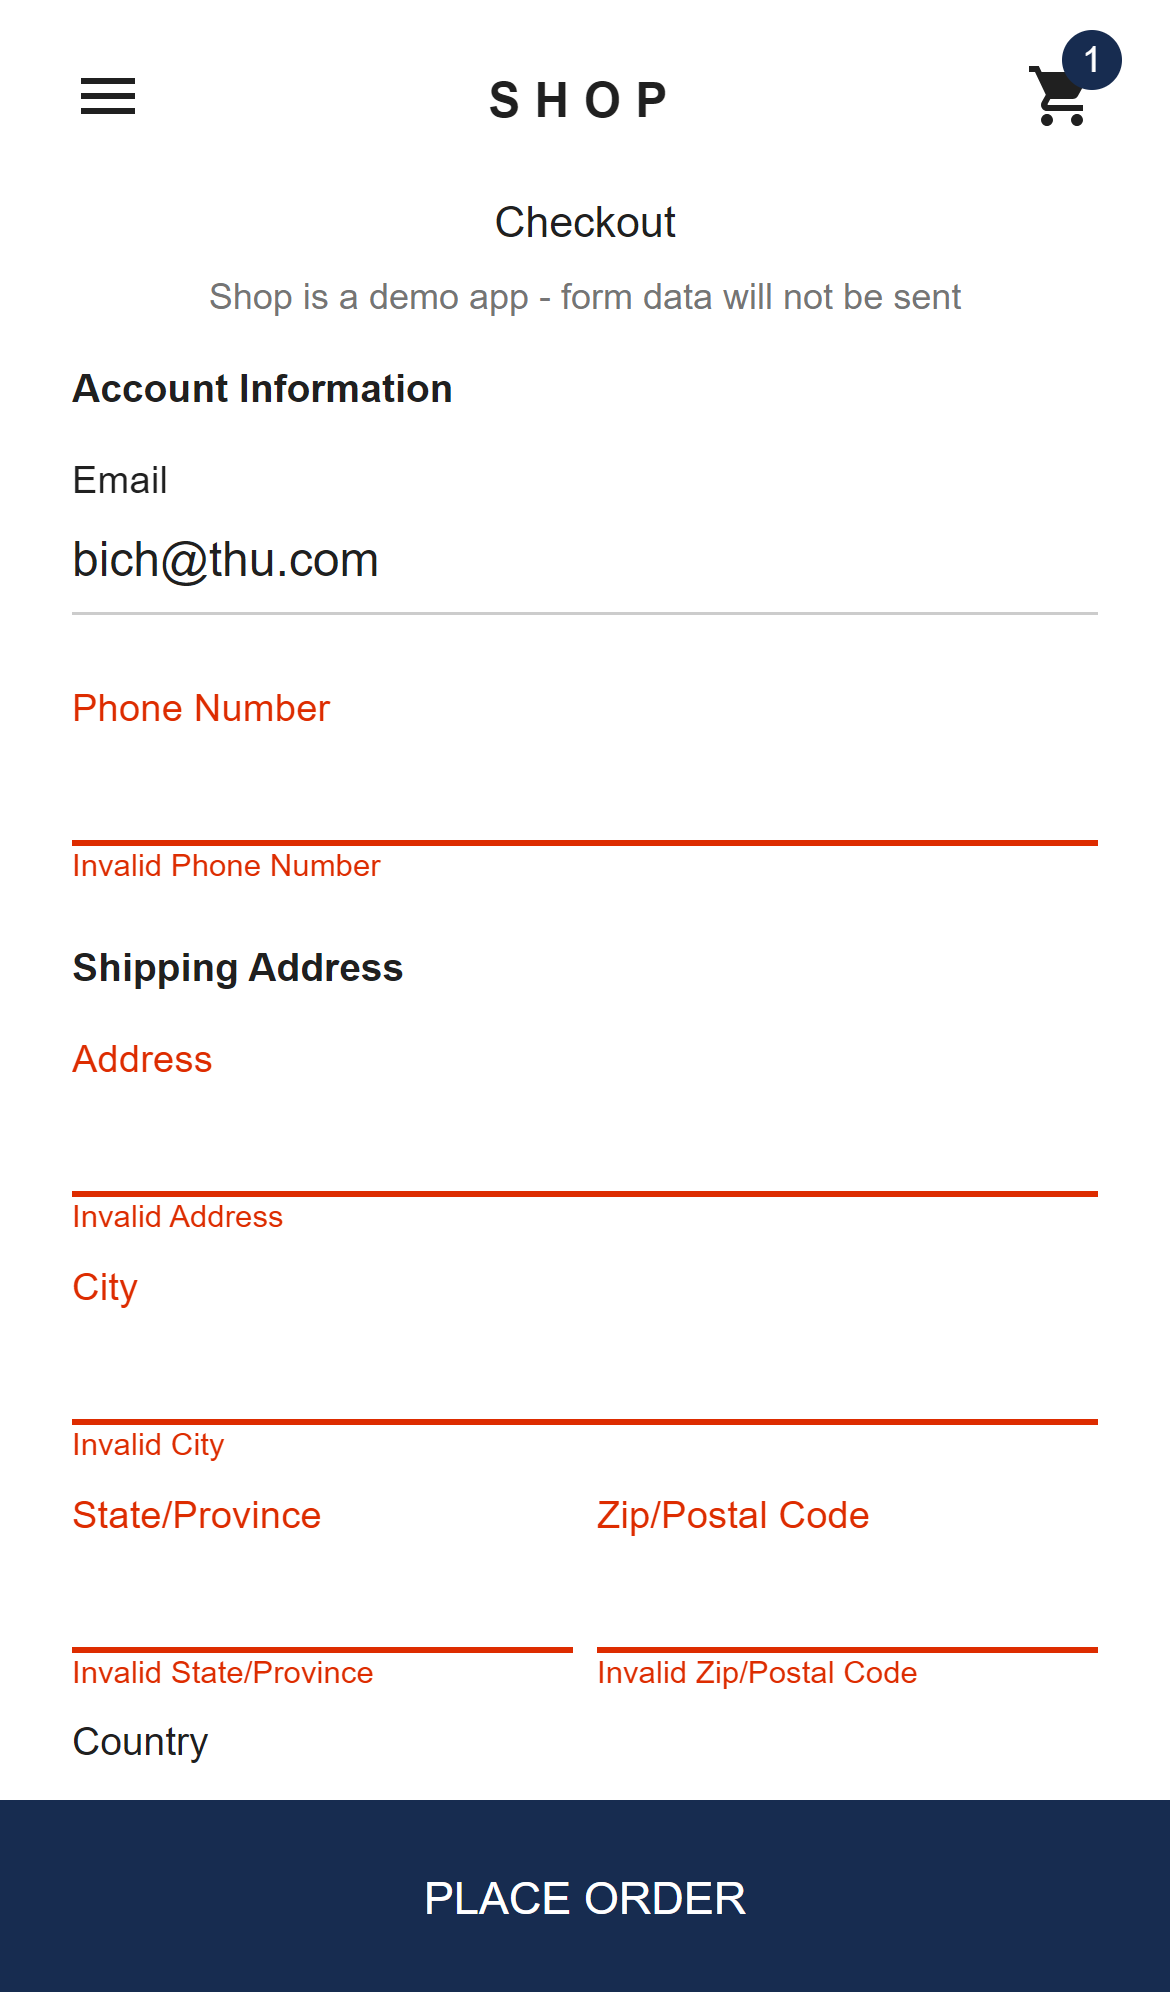 SHOP
1
Checkout
Shop is a demo app - form data will not be sent
Account Information
Email
bich@thu.com
Phone Number
Invalid Phone Number
Shipping Address
Address
Invalid Address
City
Invalid City
State/Province Zip/Postal Code
Invalid State/Province Invalid Zip/Postal Code
Country
PLACE ORDER